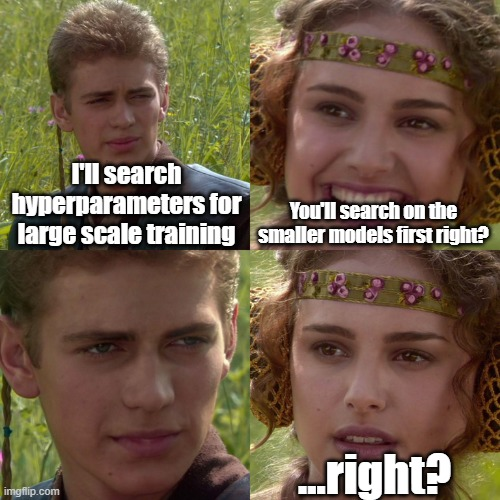 I'll search
hyperparameters for
large scale training
You'll search on the
smaller models first right?
...right?
imgflip.com